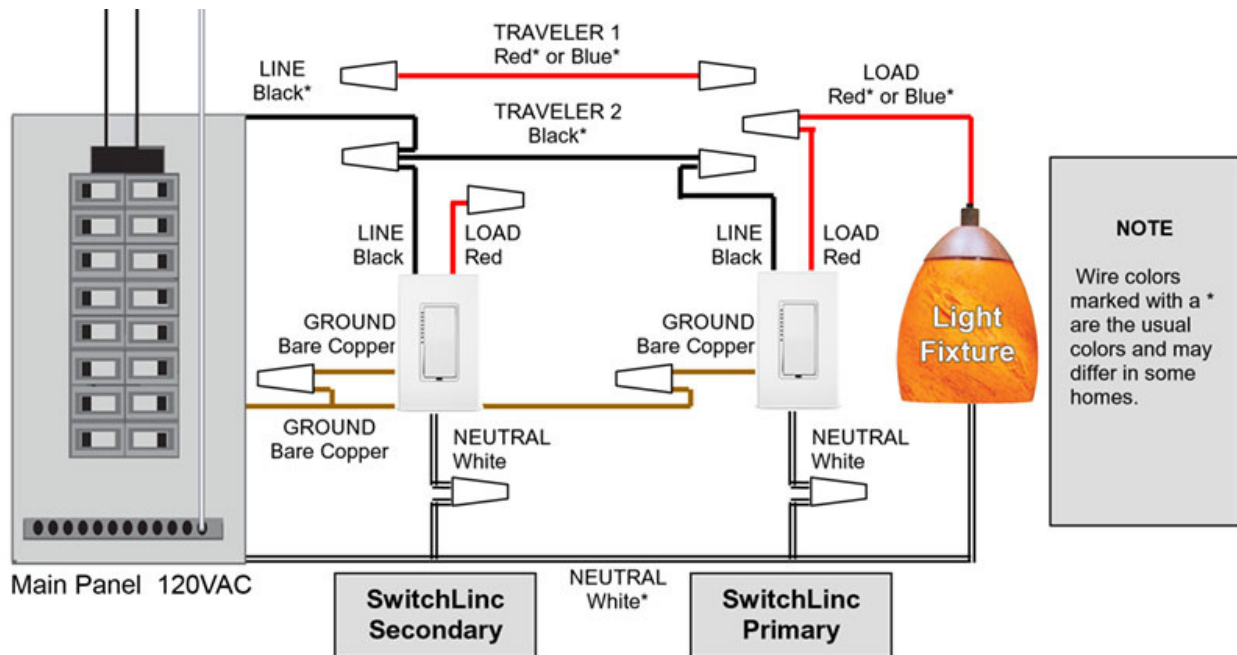 TRAVELER 1
Red* or Blue*
LINE
Black*
LOAD
Red* or Blue*
TRAVELER 2
Black*
LINE
Black
LOAD
Red
LINE
Black
LOAD
Red
NOTE
Wire colors
marked with a *
are the usual
colors and may
differ in some
homes.
GROUND
Bare Copper
GROUND
Bare Copper
Light
Fixture
GROUND
Bare Copper
NEUTRAL
White
NEUTRAL
White
Main Panel 120VAC
NEUTRAL
White*
SwitchLinc
Secondary
SwitchLinc
Primary